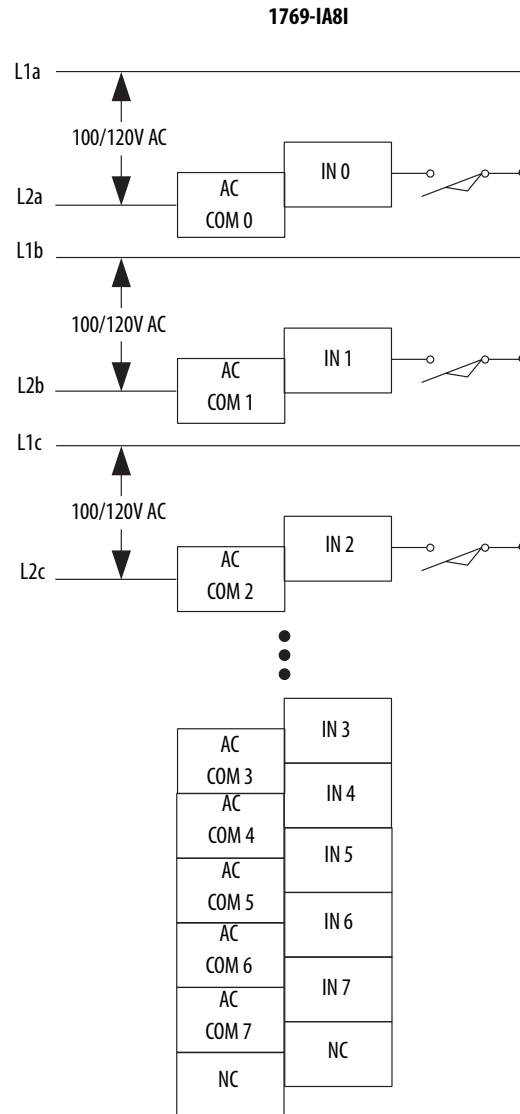 1769-IA8I
L1a
100/120V AC
IN 0
L2a
AC
COM 0
L1b
100/120V AC
IN 1
L2b
AC
COM 1
L1c
100/120V AC
IN 2
L2c
AC
COM 2
IN 3
AC
COM 3
IN 4
AC
COM 4
IN 5
AC
COM 5
IN 6
AC
COM 6
IN 7
AC
COM 7
NC
NC